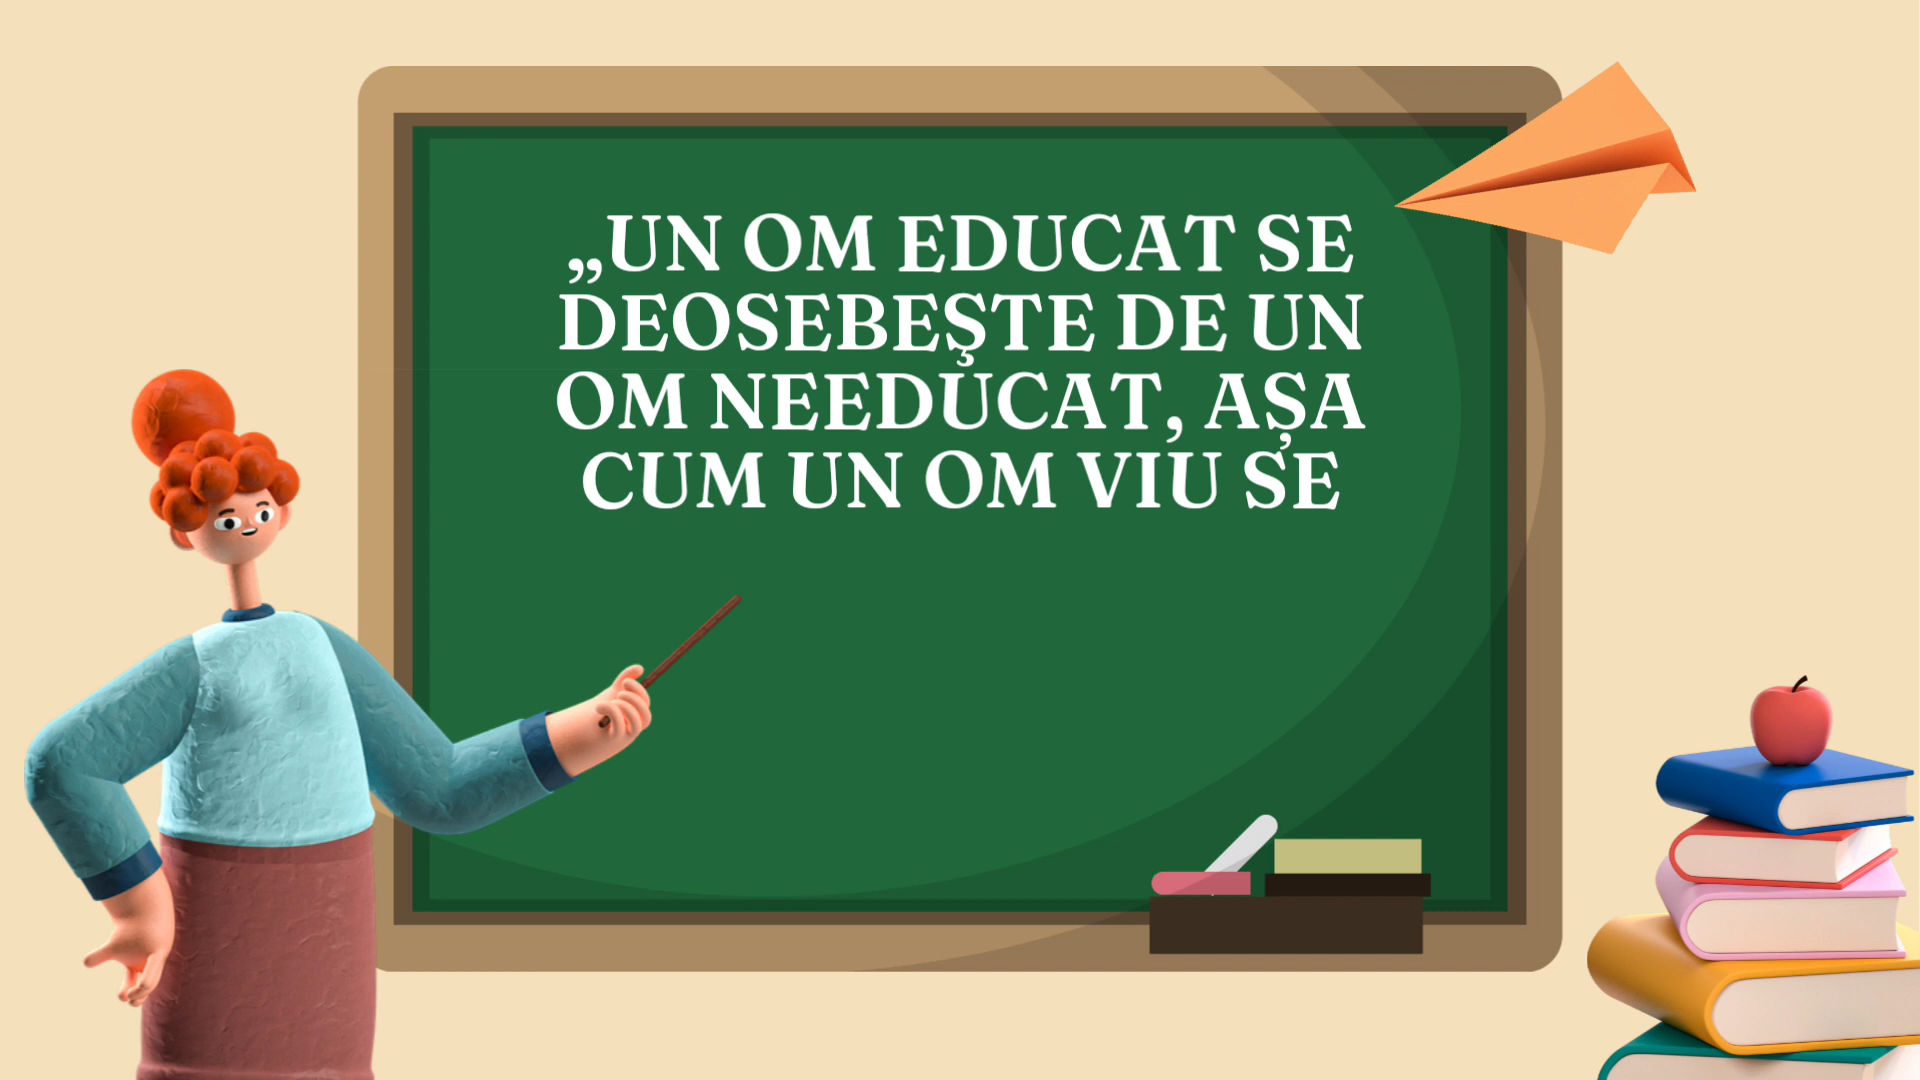 „UN OM EDUCAT SE
DEOSEBEŞTE DE UN
OM NEEDUCAT, AȘA
CUM UN OM VIU SE